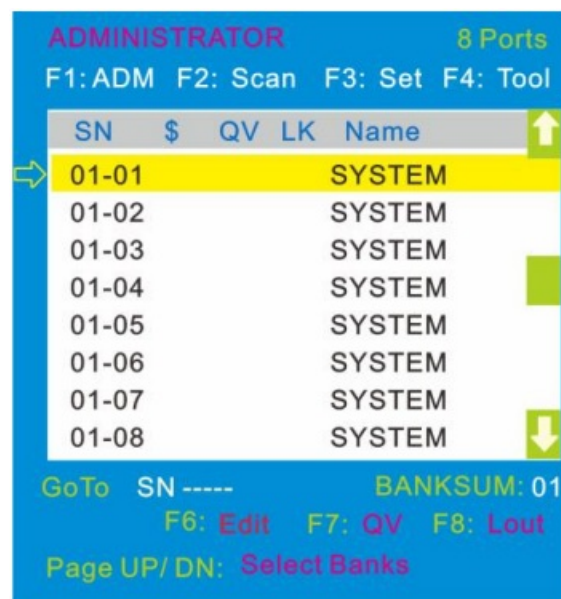 ADMINISTRATOR 8 Ports
F1: ADM F2: Scan F3: Set F4: Tool
SN $ QV LK Name
01-01 SYSTEM
01-02 SYSTEM
01-03 SYSTEM
01-04 SYSTEM
01-05 SYSTEM
01-06 SYSTEM
01-07 SYSTEM
01-08 SYSTEM
GoTo SN ----- BANKSUM: 01
F6: Edit F7: QV F8: Lout
Page UP/ DN: Select Banks